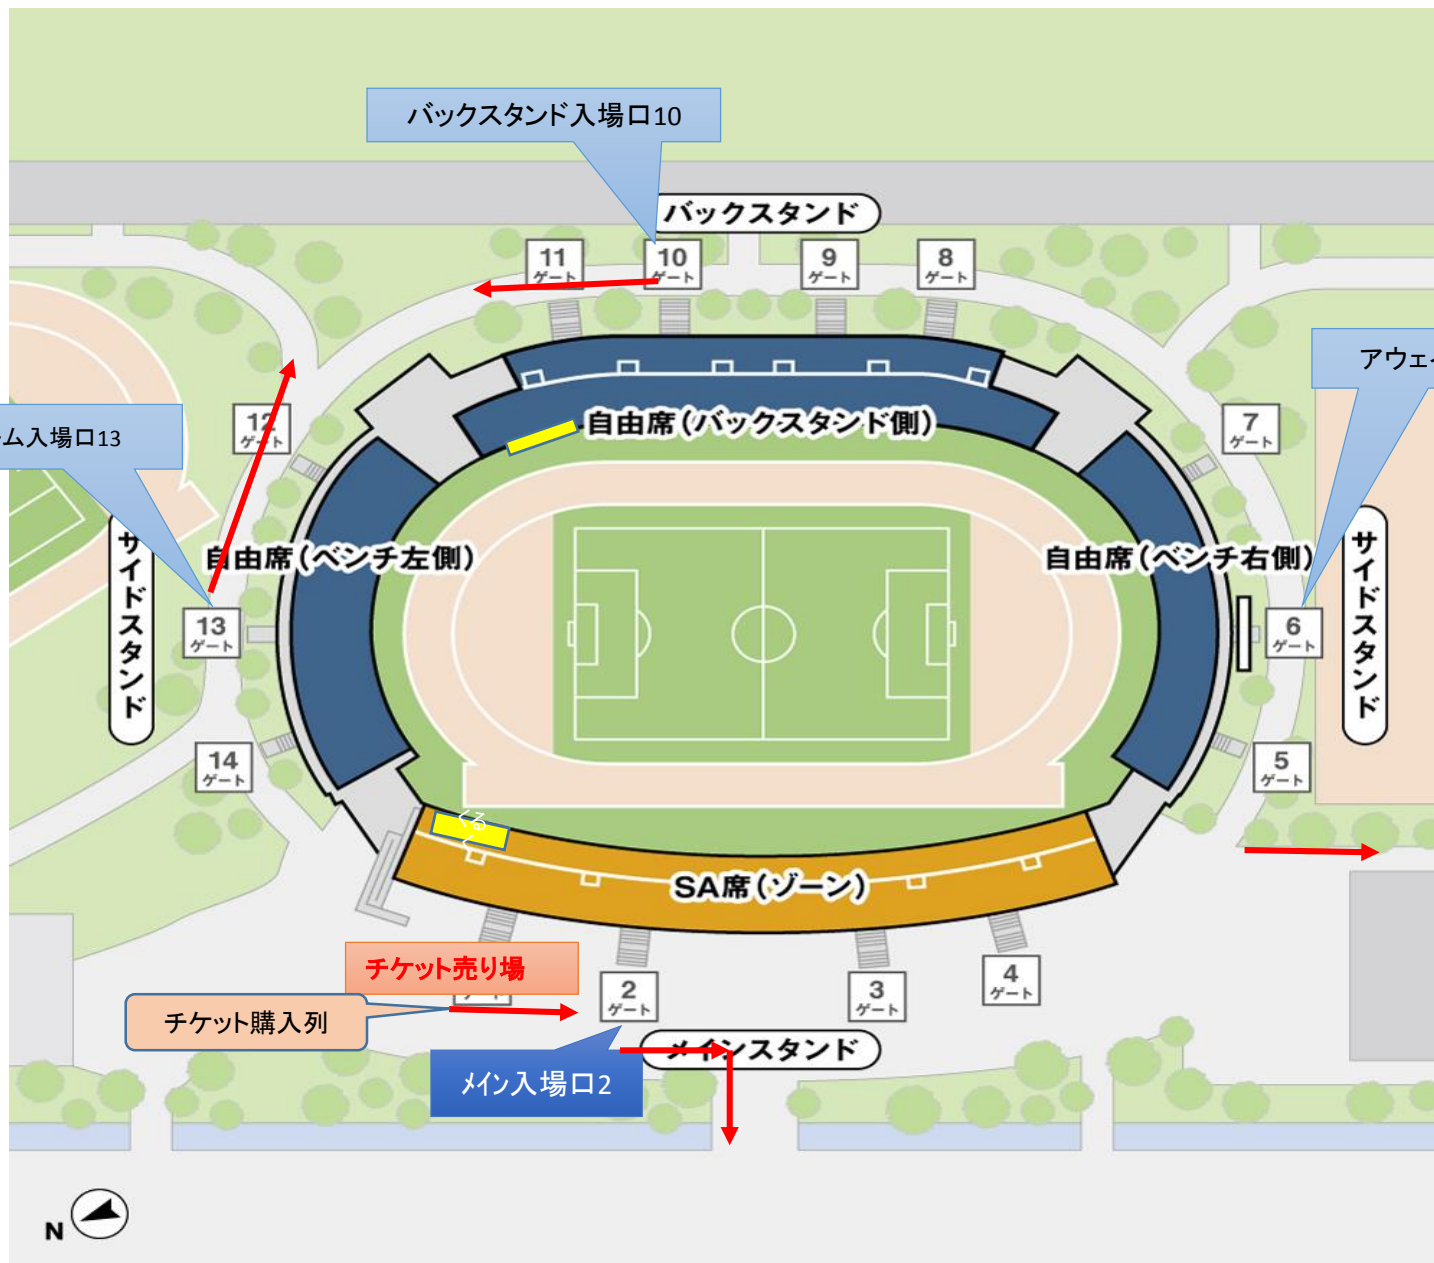 バックスタンド入場口10
バックスタンド
11
ゲート
10
ゲート
9
ゲート
8
ゲート
アウェイ
12
ゲート
7
ゲート
ム入場口13
自由席(バックスタンド側)
サイドスタンド
自由席(ベンチ左側)
自由席(ベンチ右側)
サイドスタンド
13
ゲート
6
ゲート
14
ゲート
5
ゲート
SA席(ゾーン)
チケット売り場
ゲート
2
ゲート
3
ゲート
4
ゲート
チケット購入列
メインスタンド
メイン入場口2
N